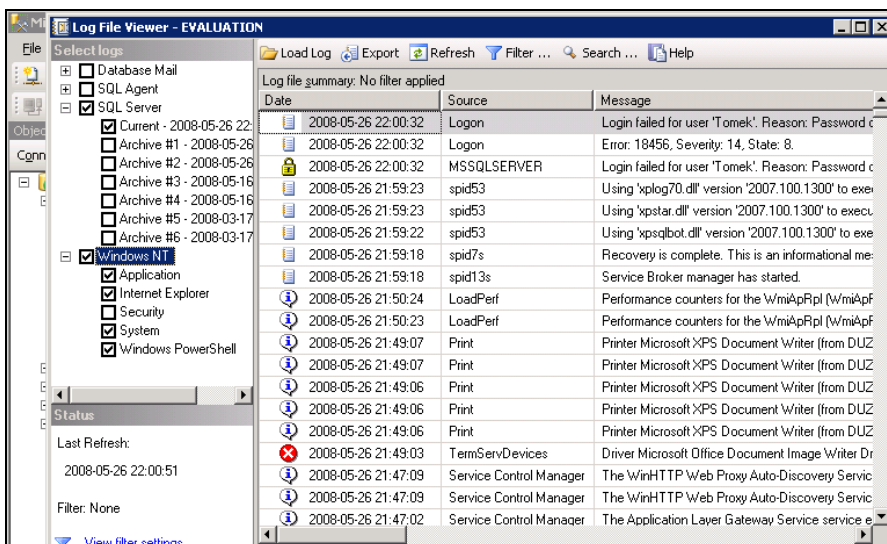 Mi
Log File Viewer - EVALUATION
File
Select logs
Load Log Export Refresh Filter ... Search ... Help
Database Mail
SQL Agent
SQL Server
Current - 2008-05-26 22:
Archive #1 - 2008-05-26
Archive #2 - 2008-05-26
Archive #3 - 2008-05-16
Archive #4 - 2008-05-16
Archive #5 - 2008-03-17
Archive #6 - 2008-03-17
Windows NT
Application
Internet Explorer
Security
System
Windows PowerShell
Objec
Conn
Log file summary: No filter applied
Date Source Message
2008-05-26 22:00:32 Logon Login failed for user 'Tomek'. Reason: Password
2008-05-26 22:00:32 Logon Error: 18456, Severity: 14, State: 8.
2008-05-26 22:00:32 MSSQLSERVER Login failed for user 'Tomek'. Reason: Password
2008-05-26 21:59:23 spid53 Using 'xplog70.dll' version '2007.100.1300' to exe
2008-05-26 21:59:23 spid53 Using 'xpstar.dll' version '2007.100.1300' to execu
2008-05-26 21:59:22 spid53 Using 'xpsqlbot.dll' version '2007.100.1300' to exe
2008-05-26 21:59:18 spid7s Recovery is complete. This is an informational me
2008-05-26 21:59:18 spid13s Service Broker manager has started.
2008-05-26 21:50:24 LoadPerf Performance counters for the WmiApRpl (WmiApF
2008-05-26 21:50:23 LoadPerf Performance counters for the WmiApRpl (WmiApF
2008-05-26 21:49:07 Print Printer Microsoft XPS Document Writer (from DUZ
2008-05-26 21:49:07 Print Printer Microsoft XPS Document Writer (from DUZ
2008-05-26 21:49:06 Print Printer Microsoft XPS Document Writer (from DUZ
2008-05-26 21:49:06 Print Printer Microsoft XPS Document Writer (from DUZ
2008-05-26 21:49:06 Print Printer Microsoft XPS Document Writer (from DUZ
2008-05-26 21:49:03 TermServDevices Driver Microsoft Office Document Image Writer Dr
2008-05-26 21:47:09 Service Control Manager The WinHTTP Web Proxy Auto-Discovery Servic
2008-05-26 21:47:09 Service Control Manager The WinHTTP Web Proxy Auto-Discovery Servic
2008-05-26 21:47:02 Service Control Manager The Application Layer Gateway Service service e
Status
Last Refresh:
2008-05-26 22:00:51
Filter: None
View filter settings